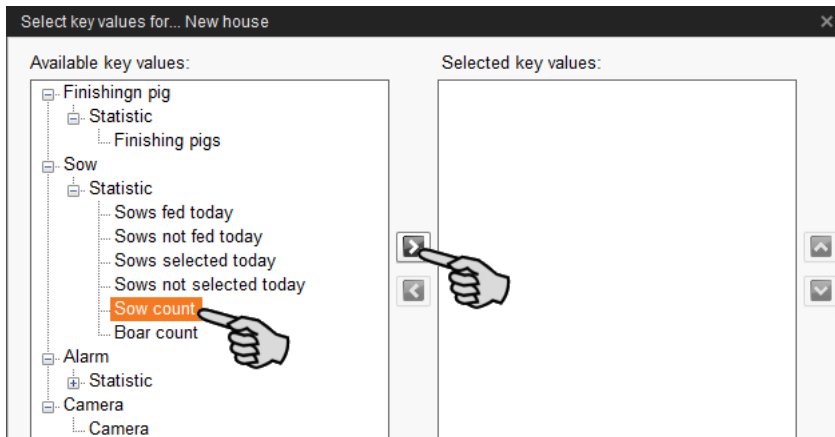 Select key values for... New house
Available key values:
Selected key values:
Finishingn pig
Statistic
Finishing pigs
Sow
Statistic
Sows fed today
Sows not fed today
Sows selected today
Sows not selected today
Sow count
Boar count
Alarm
Statistic
Camera
Camera